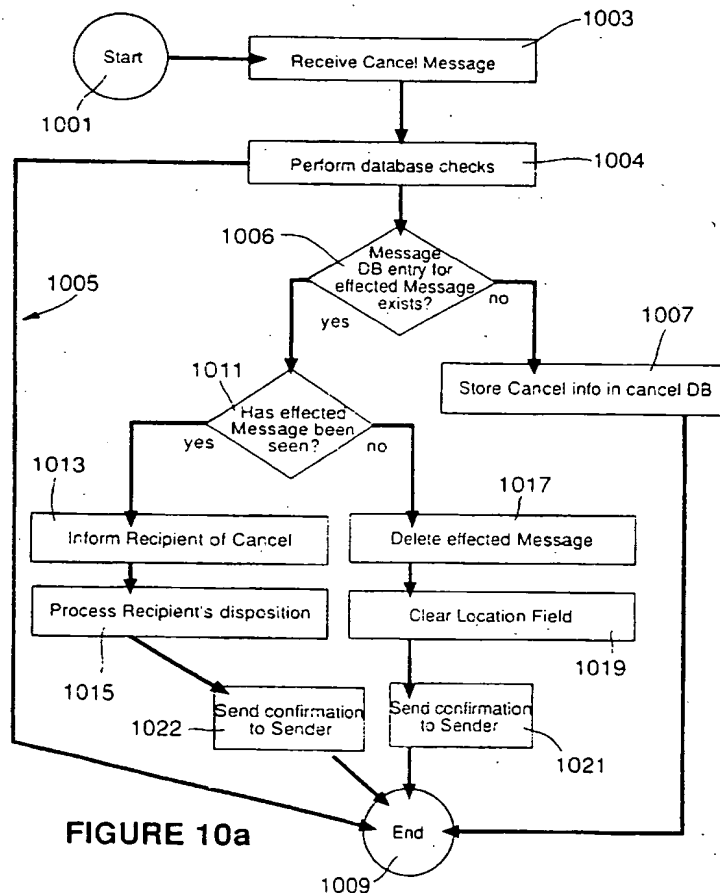 1003
Start
Receive Cancel Message
1001
Perform database checks
1004
1006
Message
DB entry for
effected Message
exists?
1005
yes
no
1007
Store Cancel info in cancel DB
1011
Has effected
Message been
seen?
yes
no
1013
1017
Inform Recipient of Cancel
Delete effected Message
Process Recipient's disposition
Clear Location Field
1015
1019
Send confirmation
to Sender
1022
Send confirmation
to Sender
1021
FIGURE 10a
End
1009